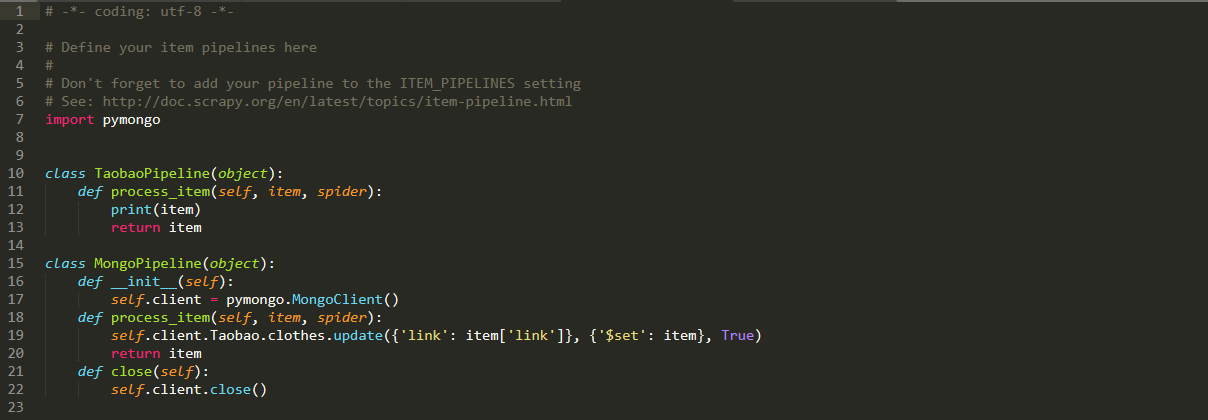 1 # -*- coding: utf-8 -*-
2
3 # Define your item pipelines here
4 #
5 # Don't forget to add your pipeline to the ITEM_PIPELINES setting
6 # See: http://doc.scrapy.org/en/latest/topics/item-pipeline.html
7 import pymongo
8
9
10 class TaobaoPipeline(object):
11     def process_item(self, item, spider):
12         print(item)
13         return item
14
15 class MongoPipeline(object):
16     def __init__(self):
17         self.client = pymongo.MongoClient()
18     def process_item(self, item, spider):
19         self.client.Taobao.clothes.update({'link': item['link']}, {'$set': item}, True)
20         return item
21     def close(self):
22         self.client.close()
23